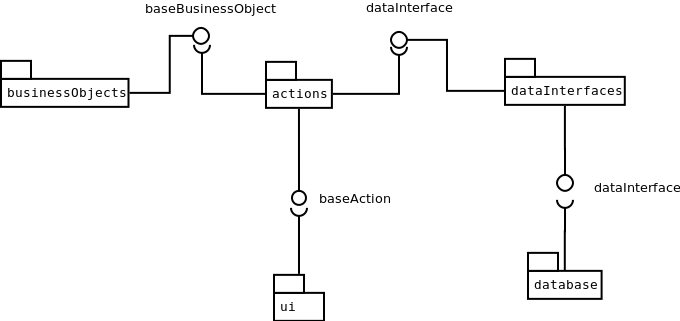 baseBusinessObject
dataInterface
businessObjects
actions
dataInterfaces
baseAction
dataInterface
ui
database